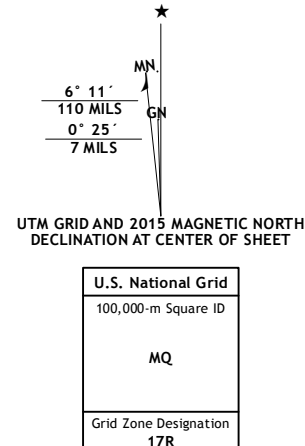 ★
MN
6° 11´
110 MILS
GN
0° 25´
7 MILS
UTM GRID AND 2015 MAGNETIC NORTH
DECLINATION AT CENTER OF SHEET
U.S. National Grid
100,000-m Square ID
MQ
Grid Zone Designation
17R